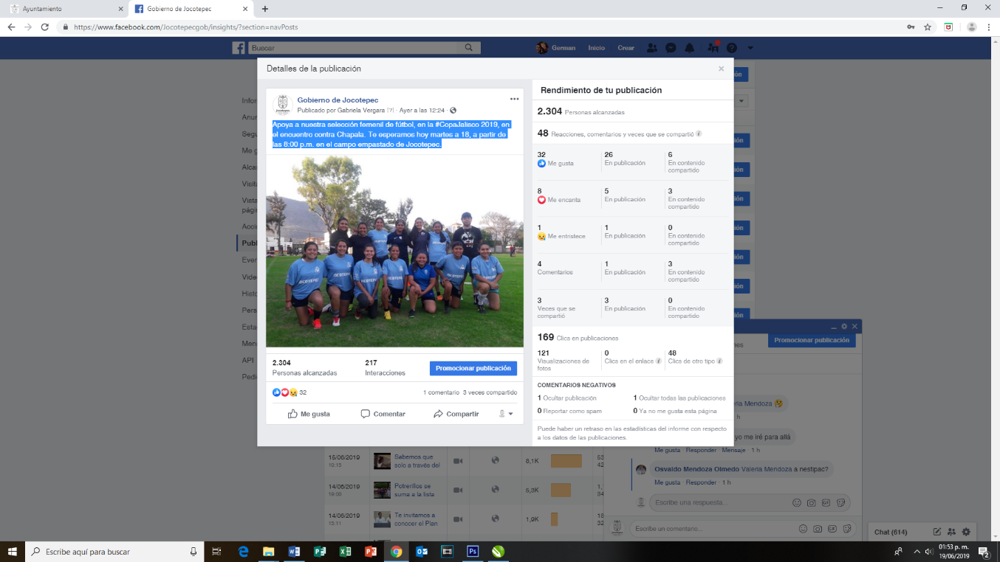 Ayuntamiento
Gobierno de Jocotepec
https://www.facebook.com/Jocotepecgob/insights/?section=navPosts
Buscar
German Inicio Crear
Detalles de la publicación
Gobierno de Jocotepec
Publicado por Gabriela Vergara [?] · Ayer a las 12:24 ·
Apoya a nuestra selección femenil de fútbol, en la #CopaJalisco 2019, en
el encuentro contra Chapala. Te esperamos hoy martes a 18, a partir de
las 8:00 p.m. en el campo empastado de Jocotepec.
2.304
Personas alcanzadas
217
Interacciones
Promocionar publicación
32
1 comentario 3 veces compartido
Me gusta
Comentar
Compartir
Rendimiento de tu publicación
2.304 Personas alcanzadas
48 Reacciones, comentarios y veces que se compartió
32
Me gusta
26
En publicación
6
En contenido
compartido
8
Me encanta
5
En publicación
3
En contenido
compartido
1
Me entristece
1
En publicación
0
En contenido
compartido
4
Comentarios
1
En publicación
3
En contenido
compartido
3
Veces que se
compartió
3
En publicación
0
En contenido
compartido
169 Clics en publicaciones
121
Visualizaciones de
fotos
0
Clics en el enlace
48
Clics de otro tipo
COMENTARIOS NEGATIVOS
1 Ocultar publicación
1 Ocultar todas las publicaciones
0 Reportar como spam
0 Ya no me gusta esta página
Puede haber un retraso en las estadísticas del informe con respecto
a los datos de las publicaciones.
Infor
Anun
Segu
Me g
Alca
Visita
Vista
pági
Accio
Publ
Even
Vide
Histo
Pers
Esta
Men
API
Pedi
ión
ión
ión
ión
ión
ión
ión
ión
nes
Promocionar publicación
ria Mendoza
h
yo me iré para allá
Me gusta · Responder · Mensaje · 1 h
Osvaldo Mendoza Olmedo Valeria Mendoza a nestipac?
Me gusta · Responder · 1 h
Escribe una respuesta...
Escribe un comentario...
15/06/2019
10:15
Sabemos que
solo a través del
8,1K
14/06/2019
Potrerillos se
suma a la lista
5,3K
14/06/2019
15:11
Te invitamos a
conocer el Plan
1,9K
Chat (614)
Escribe aquí para buscar
01:53 p. m.
19/06/2019
2